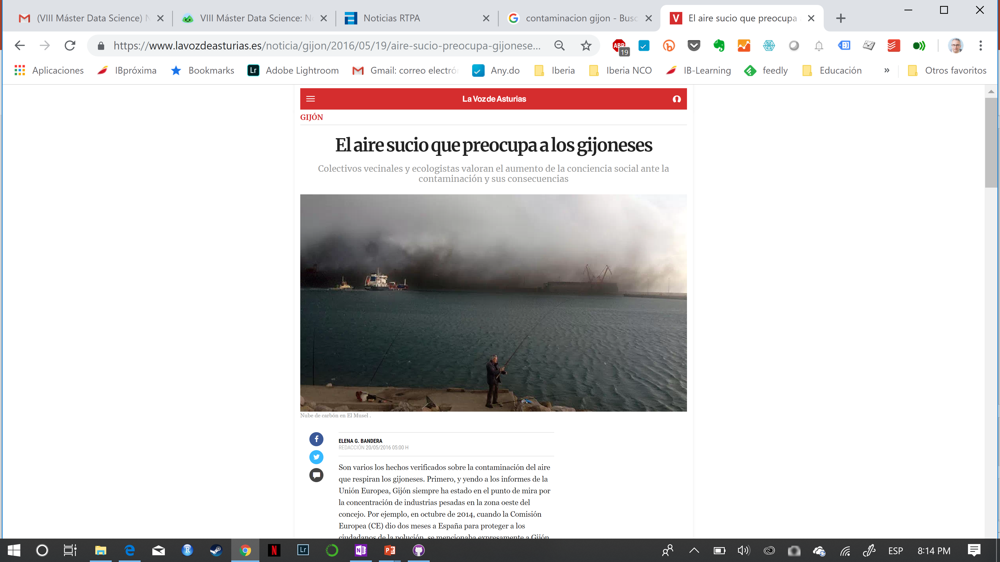 (VIII Máster Data Science)
VIII Máster Data Science:
Noticias RTPA
contaminacion gijon - Busc
El aire sucio que preocupa
https://www.lavozdeasturias.es/noticia/gijon/2016/05/19/aire-sucio-preocupa-gijonese...
ABP
19
Aplicaciones
IBpróxima
Bookmarks
Lr
Adobe Lightroom
Gmail: correo electró
Any.do
Iberia
Iberia NCO
IB-Learning
feedly
Educación
»
Otros favoritos
La Voz de Asturias
GIJÓN
El aire sucio que preocupa a los gijoneses
Colectivos vecinales y ecologistas valoran el aumento de la conciencia social ante la
contaminación y sus consecuencias
Nube de carbón en El Musel .
ELENA G. BANDERA
REDACCIÓN 20/05/2016 05:00 H
Son varios los hechos verificados sobre la contaminación del aire
que respiran los gijoneses. Primero, y yendo a los informes de la
Unión Europea, Gijón siempre ha estado en el punto de mira por
la concentración de industrias pesadas en la zona oeste del
concejo. Por ejemplo, en octubre de 2014, cuando la Comisión
Europea (CE) dio dos meses a España para proteger a los
ciudadanos de la polución, se mencionaba expresamente a Gijón
ESP
8:14 PM